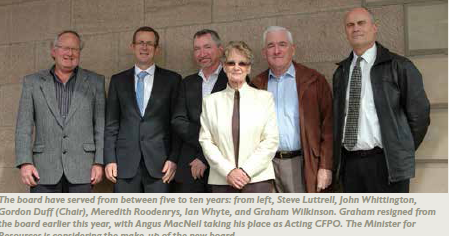 The board have served from between five to ten years: from left, Steve Luttrell, John Whittington,
Gordon Duff (Chair), Meredith Roodenrys, Ian Whyte, and Graham Wilkinson. Graham resigned from
the board earlier this year, with Angus MacNeil taking his place as Acting CFPO. The Minister for
Resources is considering the make-up of the new board.